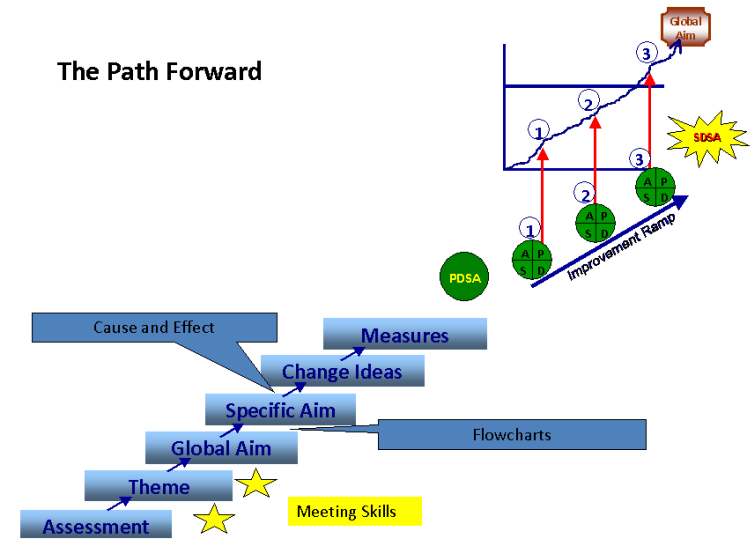 The Path Forward
Global
Aim
3
2
1
SDSA
3
A P
S D
2
A P
S D
1
A P
S D
Improvement Ramp
PDSA
Cause and Effect
Measures
Change Ideas
Specific Aim
Flowcharts
Global Aim
Theme
Meeting Skills
Assessment